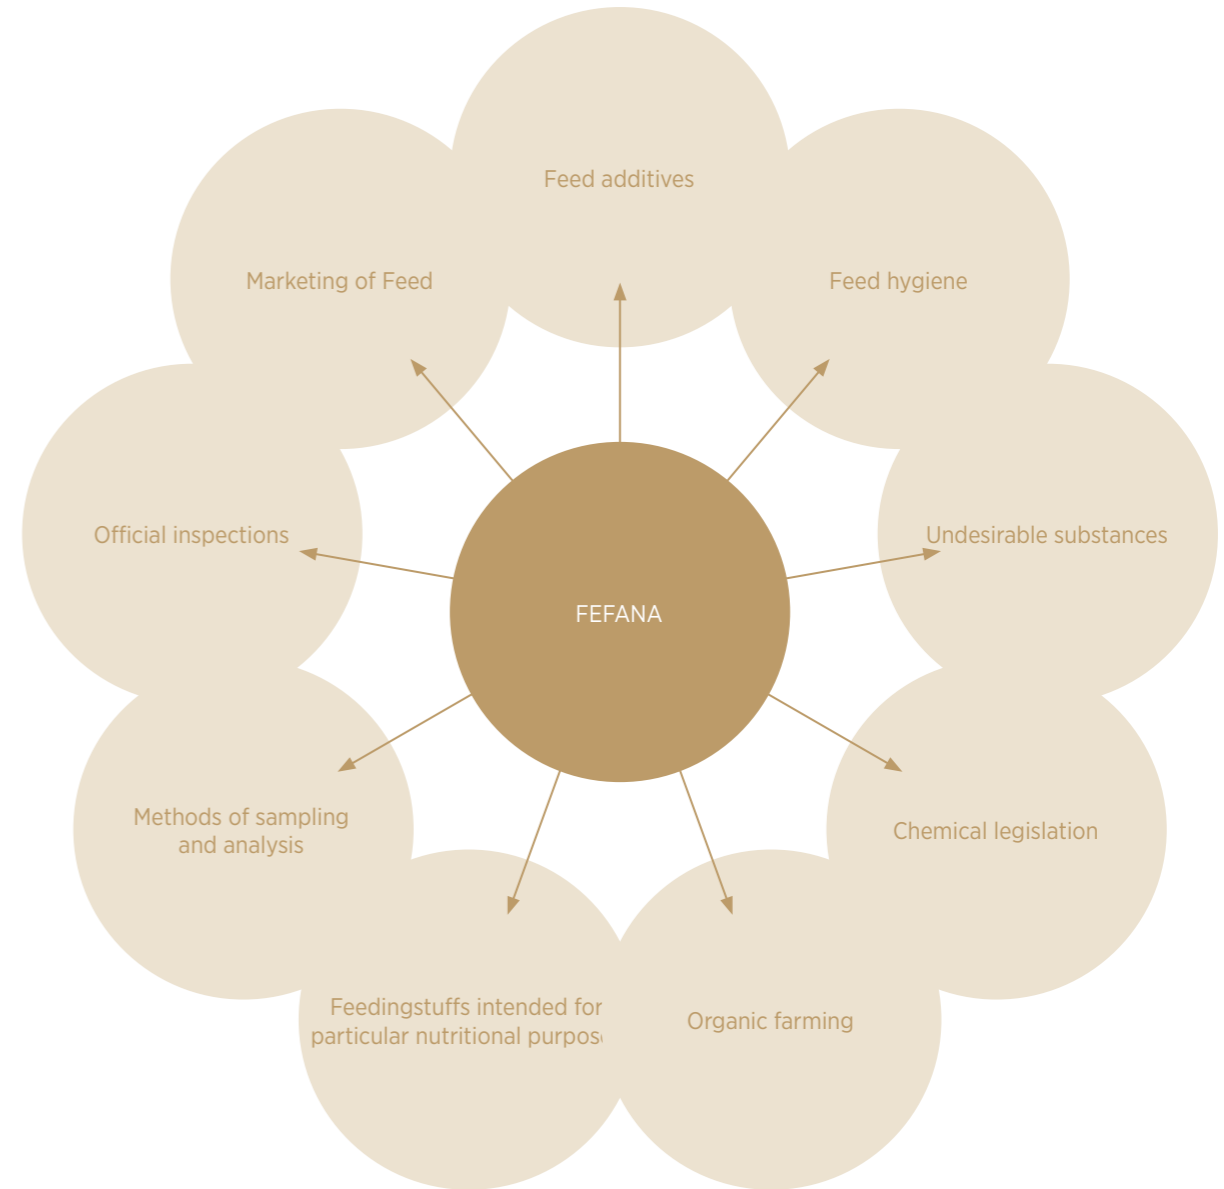 Feed additives
Marketing of Feed
Feed hygiene
Official inspections
Undesirable substances
FEFANA
Methods of sampling
and analysis
Chemical legislation
Feedingstuffs intended for
particular nutritional
Organic farming